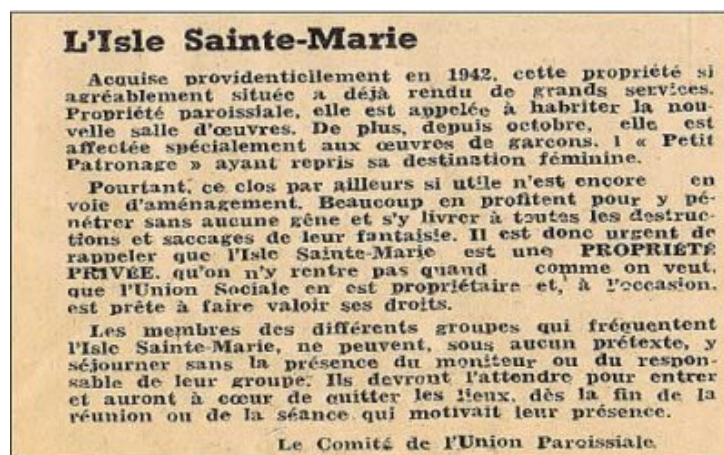 L'Isle Sainte-Marie
Acquise providentiellement en 1942, cette propriété si
agréablement située a déjà rendu de grands services.
Propriété paroissiale, elle est appelée à habriter la nou-
velle salle d'œuvres. De plus, depuis octobre, elle est
affectée spécialement aux œuvres de garçons. l « Petit
Patronage » ayant repris sa destination féminine.
Pourtant, ce clos par ailleurs si utile n'est encore en
voie d'aménagement. Beaucoup en profitent pour y pé-
nétrer sans aucune gêne et s'y livrer à toutes les destruc-
tions et saccages de leur fantaisie. Il est donc urgent de
rappeler que l'Isle Sainte-Marie est une PROPRIÉTÉ
PRIVÉE, qu'on n'y rentre pas quand comme on veut,
que l'Union Sociale en est propriétaire et, à l'occasion,
est prête à faire valoir ses droits.
Les membres des différents groupes qui fréquentent
l'Isle Sainte-Marie, ne peuvent, sous aucun prétexte, y
séjourner sans la présence du moniteur ou du respon-
sable de leur groupe. Ils devront l'attendre pour entrer
et auront à cœur de quitter les lieux, dès la fin de la
réunion ou de la séance qui motivait leur présence.
Le Comité de l'Union Paroissiale.